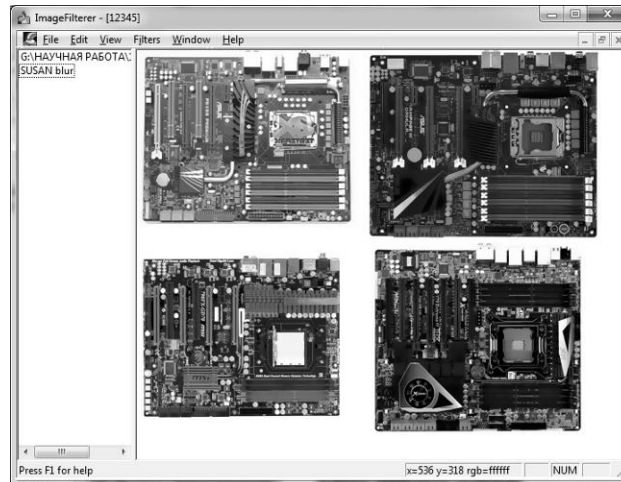 ImageFilterer - [12345]
File Edit View Filters Window Help
G:\НАУЧНАЯ РАБОТА\
SUSAN blur
Press F1 for help
x=536 y=318 rgb=ffffff
NUM